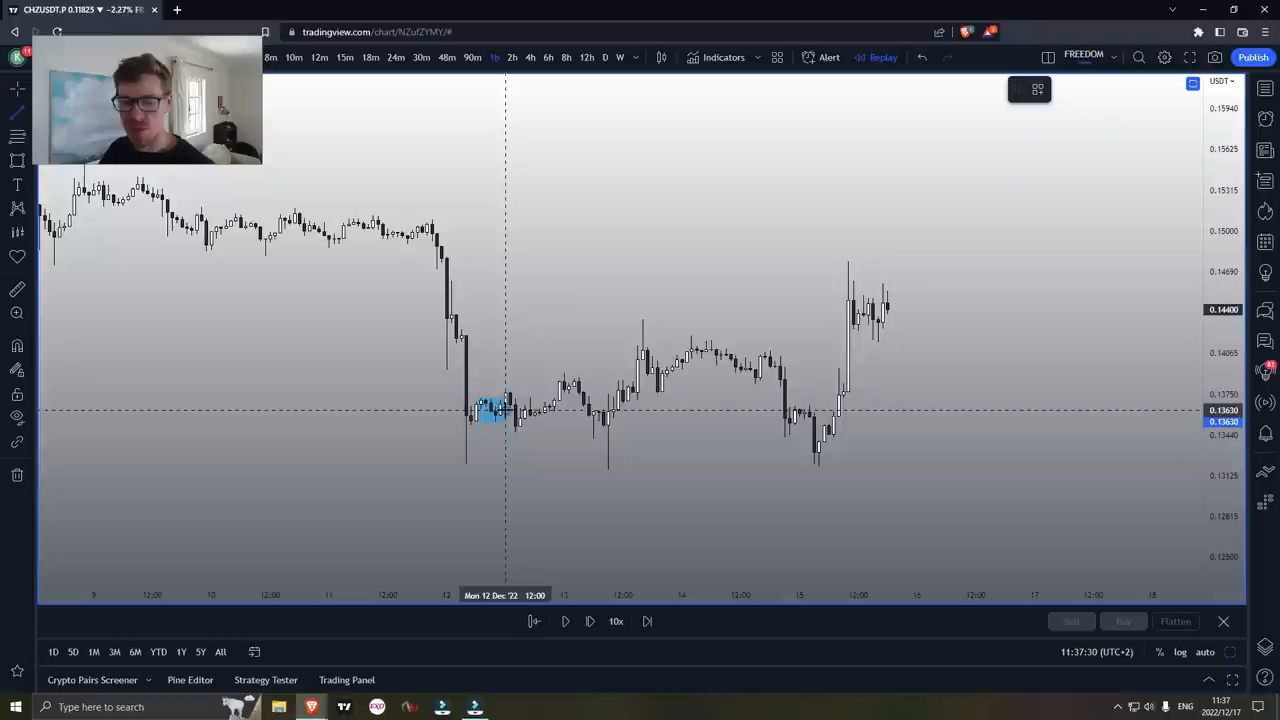 CHZUSDT.P 0.11825 ▼ −2.27% FR
tradingview.com/chart/NZufZYMY/#
K
11
8m 10m 12m 15m 18m 24m 30m 48m 90m 1h 2h 4h 6h 8h 12h D W
Indicators
Alert
Replay
FREEDOM
Publish
USDT
0.15940
0.15625
0.15315
0.15000
0.14690
0.14400
0.14065
0.13750
0.13630
0.13630
0.13440
0.13125
0.12815
0.12500
83
9 12:00 10 12:00 11 12:00 12 Mon 12 Dec '22 12:00 13 12:00 14 12:00 15 12:00 16 12:00 17 12:00 18
10x
Sell
Buy
Flatten
1D 5D 1M 3M 6M YTD 1Y 5Y All
11:37:30 (UTC+2)
% log auto
Crypto Pairs Screener
Pine Editor
Strategy Tester
Trading Panel
Type here to search
EXO
ENG
11:37
2022/12/17